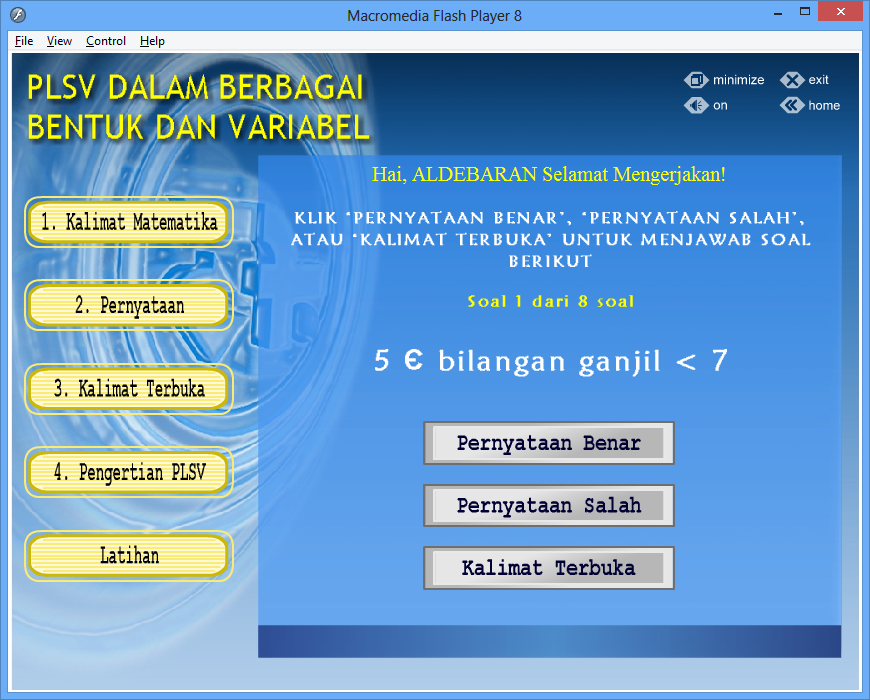 Macromedia Flash Player 8
File View Control Help
PLSV DALAM BERBAGAI
BENTUK DAN VARIABEL
minimize exit
on home
Hai, ALDEBARAN Selamat Mengerjakan!
KLIK ‘PERNYATAAN BENAR’, ‘PERNYATAAN SALAH’,
ATAU ‘KALIMAT TERBUKA’ UNTUK MENJAWAB SOAL
BERIKUT
Soal 1 dari 8 soal
5 Є bilangan ganjil < 7
Pernyataan Benar
Pernyataan Salah
Kalimat Terbuka
1. Kalimat Matematika
2. Pernyataan
3. Kalimat Terbuka
4. Pengertian PLSV
Latihan